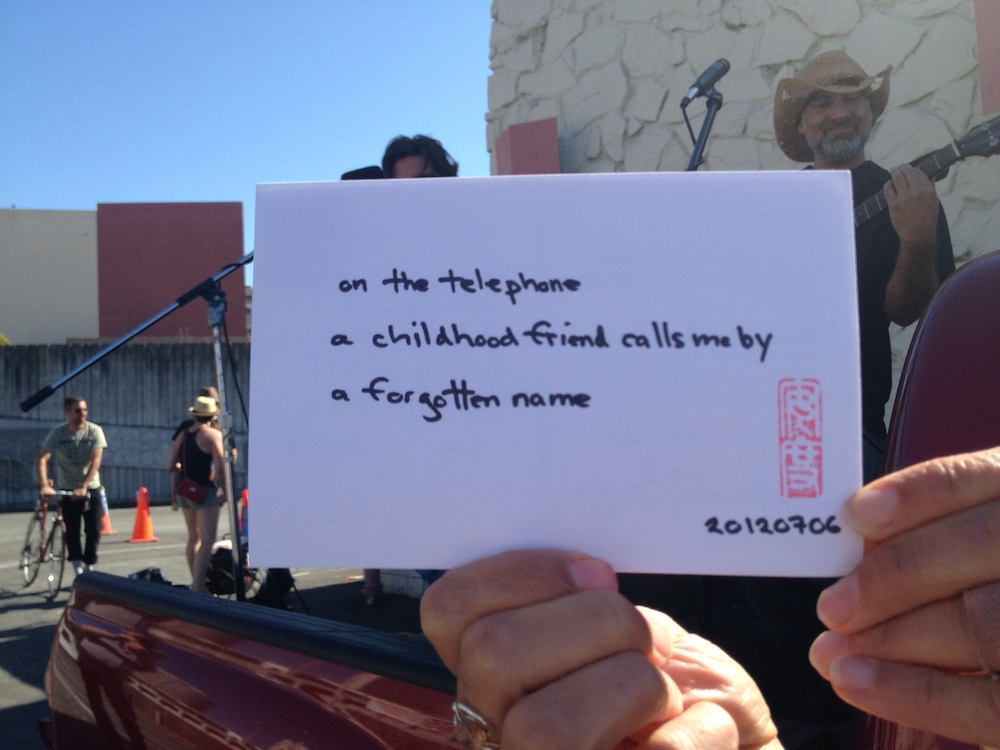 on the telephone
a childhood friend calls me by
a forgotten name
20120706